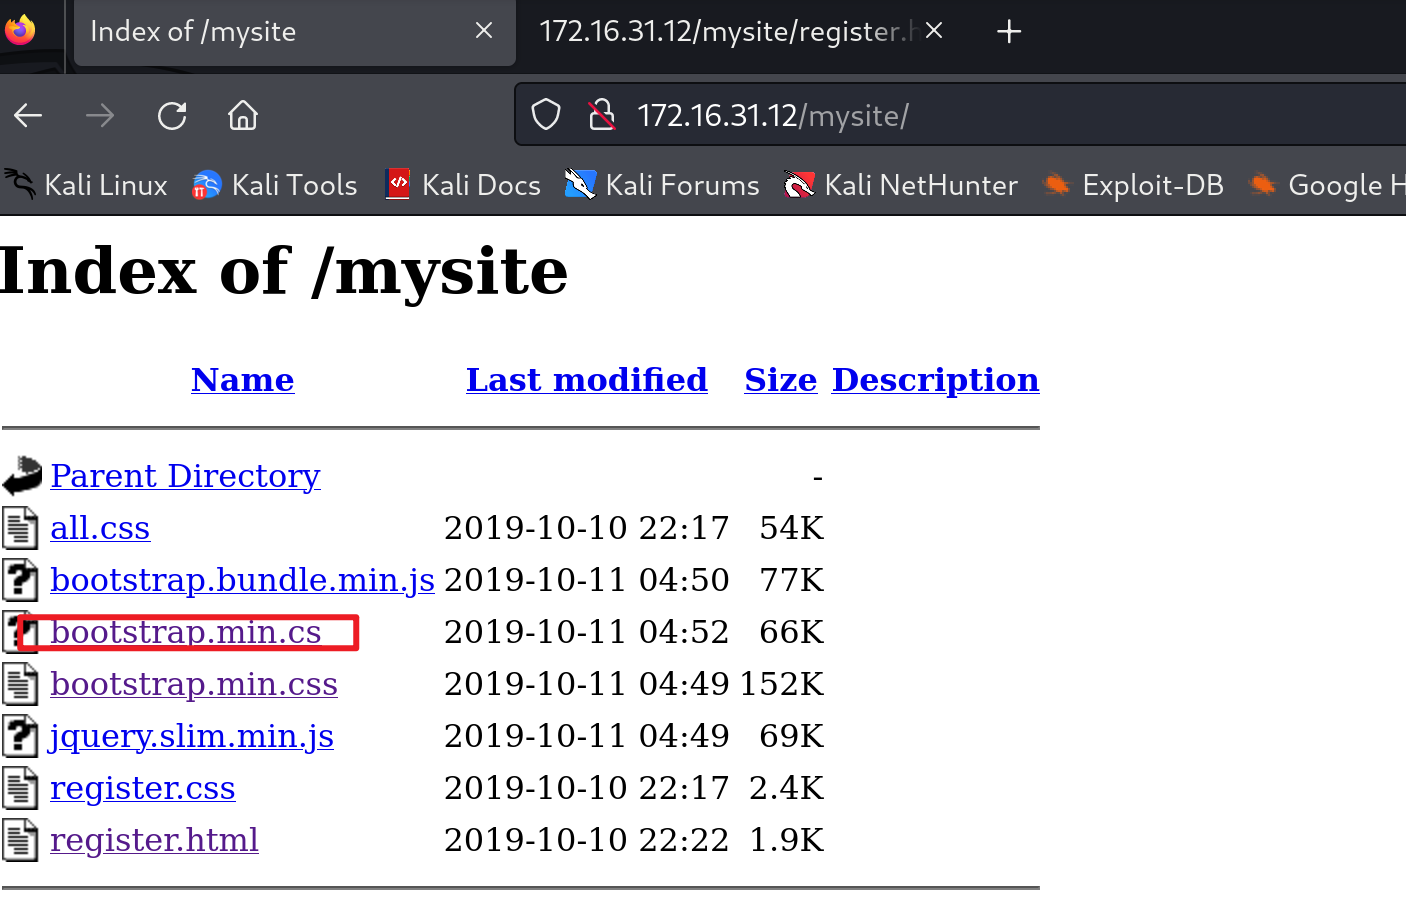 Index of /mysite
172.16.31.12/mysite/register.h
172.16.31.12/mysite/
Kali Linux Kali Tools Kali Docs Kali Forums Kali NetHunter Exploit-DB Google H
Index of /mysite
Name Last modified Size Description
Parent Directory -
all.css 2019-10-10 22:17 54K
bootstrap.bundle.min.js 2019-10-11 04:50 77K
bootstrap.min.cs 2019-10-11 04:52 66K
bootstrap.min.css 2019-10-11 04:49 152K
jquery.slim.min.js 2019-10-11 04:49 69K
register.css 2019-10-10 22:17 2.4K
register.html 2019-10-10 22:22 1.9K